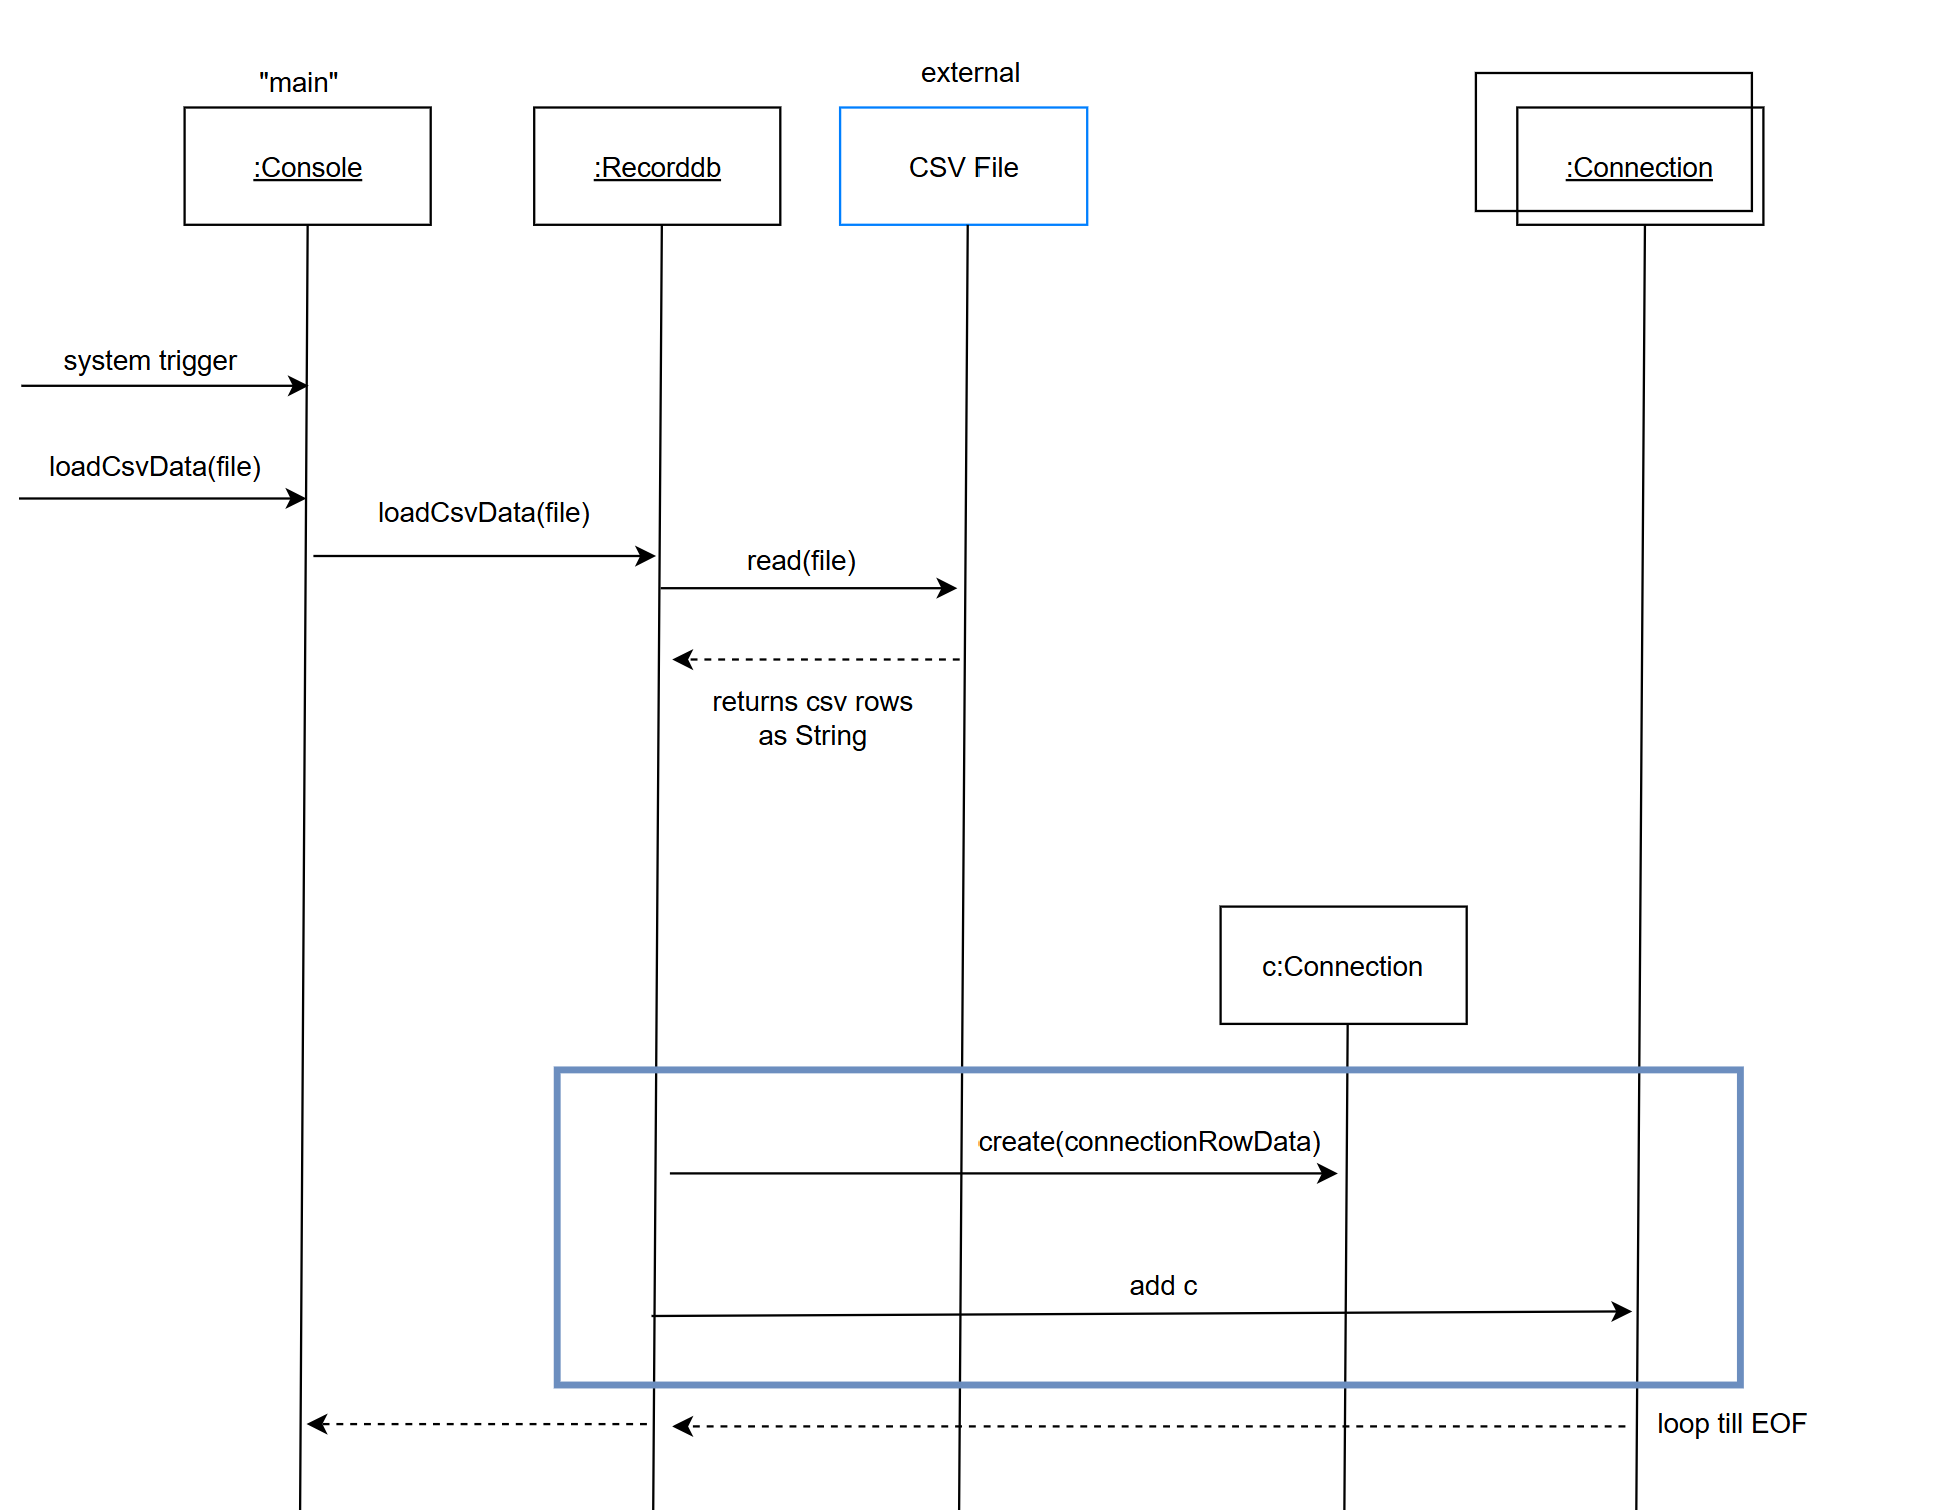 "main"
external
:Console
:Recorddb
CSV File
:Connection
system trigger
loadCsvData(file)
loadCsvData(file)
read(file)
returns csv rows
as String
c:Connection
create(connectionRowData)
add c
loop till EOF